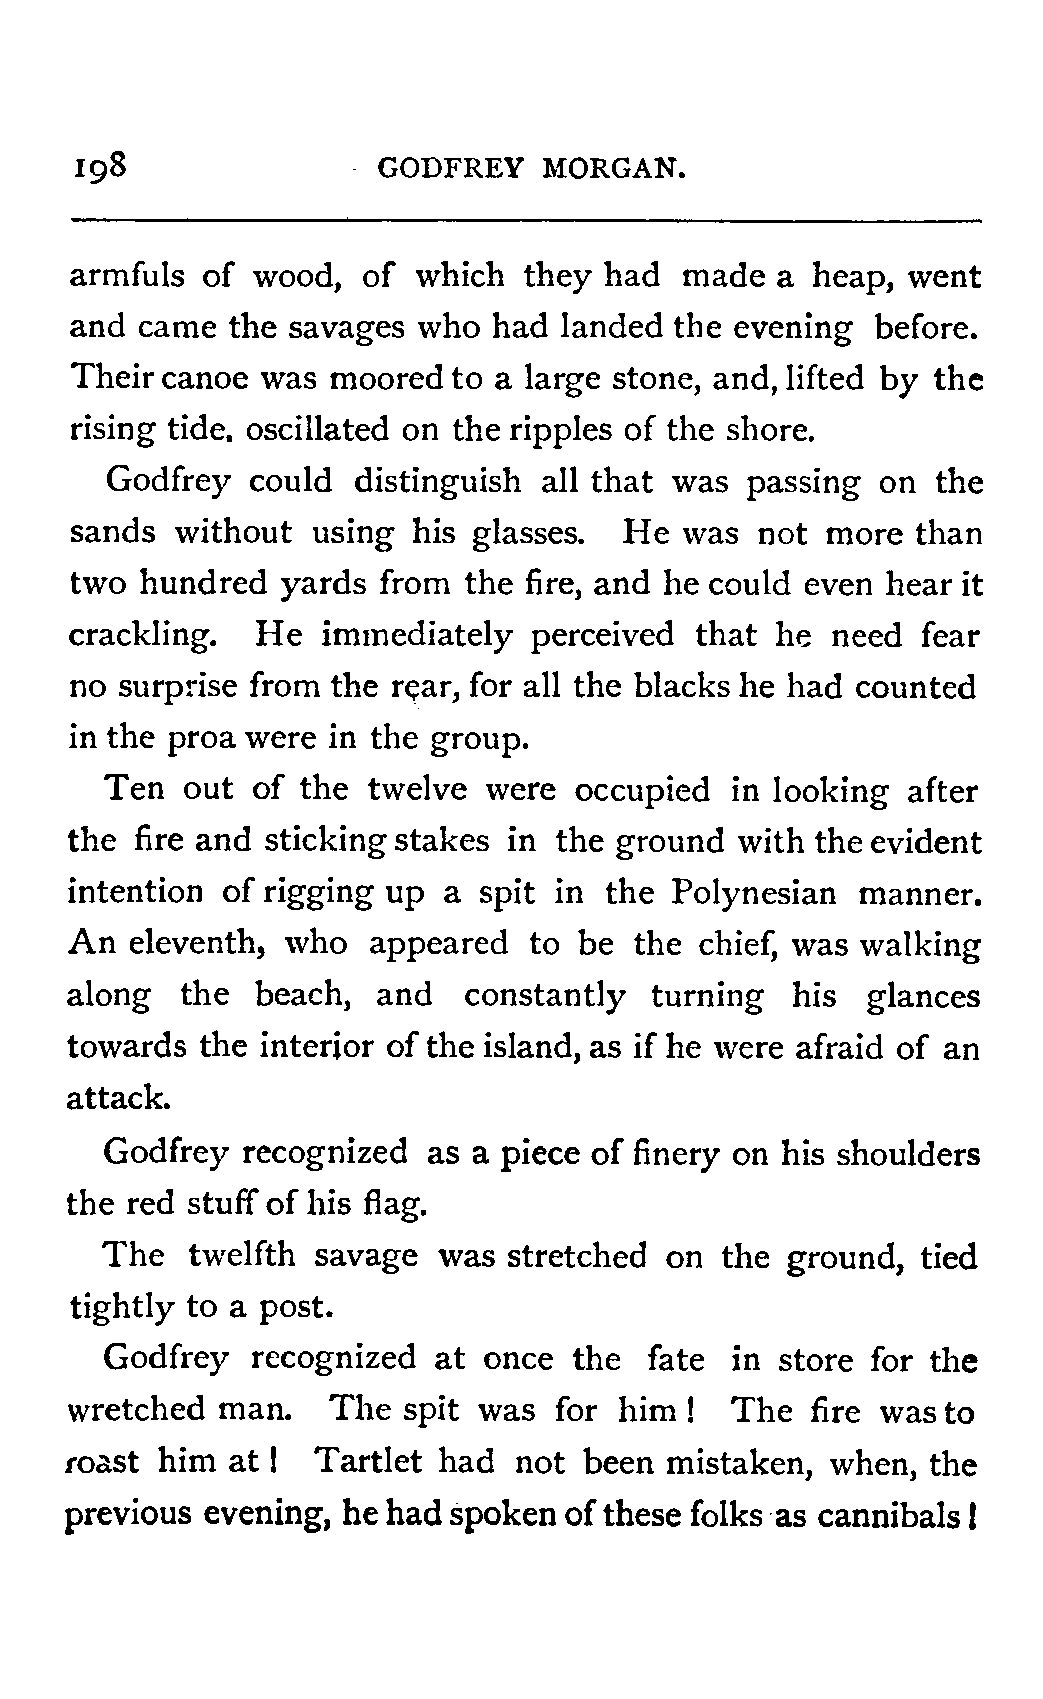 198 GODFREY MORGAN.
armfuls of wood, of which they had made a heap, went
and came the savages who had landed the evening before.
Their canoe was moored to a large stone, and, lifted by the
rising tide, oscillated on the ripples of the shore.
Godfrey could distinguish all that was passing on the
sands without using his glasses. He was not more than
two hundred yards from the fire, and he could even hear it
crackling. He immediately perceived that he need fear
no surprise from the rear, for all the blacks he had counted
in the proa were in the group.
Ten out of the twelve were occupied in looking after
the fire and sticking stakes in the ground with the evident
intention of rigging up a spit in the Polynesian manner.
An eleventh, who appeared to be the chief, was walking
along the beach, and constantly turning his glances
towards the interior of the island, as if he were afraid of an
attack.
Godfrey recognized as a piece of finery on his shoulders
the red stuff of his flag.
The twelfth savage was stretched on the ground, tied
tightly to a post.
Godfrey recognized at once the fate in store for the
wretched man. The spit was for him! The fire was to
roast him at! Tartlet had not been mistaken, when, the
previous evening, he had spoken of these folks as cannibals!